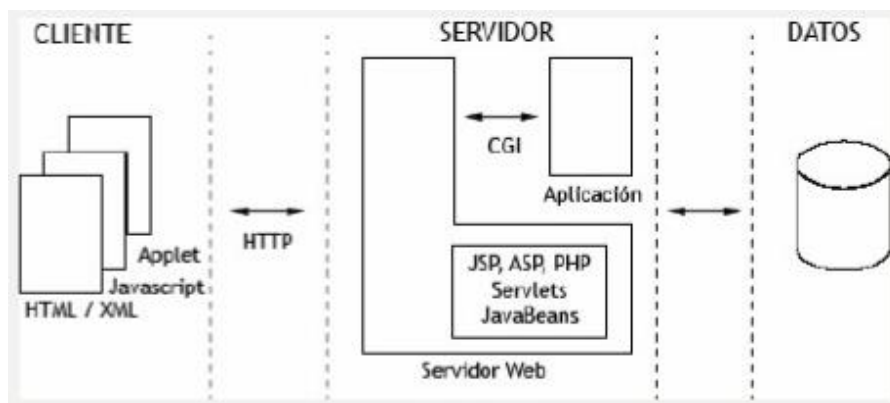 CLIENTE
SERVIDOR
DATOS
CGI
Aplicación
HTTP
Applet
Javascript
HTML / XML
JSP, ASP, PHP
Servlets
JavaBeans
Servidor Web